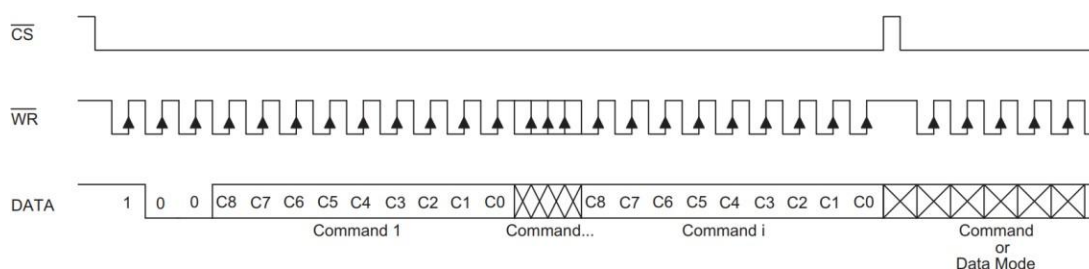 CS
WR
DATA 1 0 0 C8 C7 C6 C5 C4 C3 C2 C1 C0 C8 C7 C6 C5 C4 C3 C2 C1 C0
Command 1 Command... Command i Command
or
Data Mode